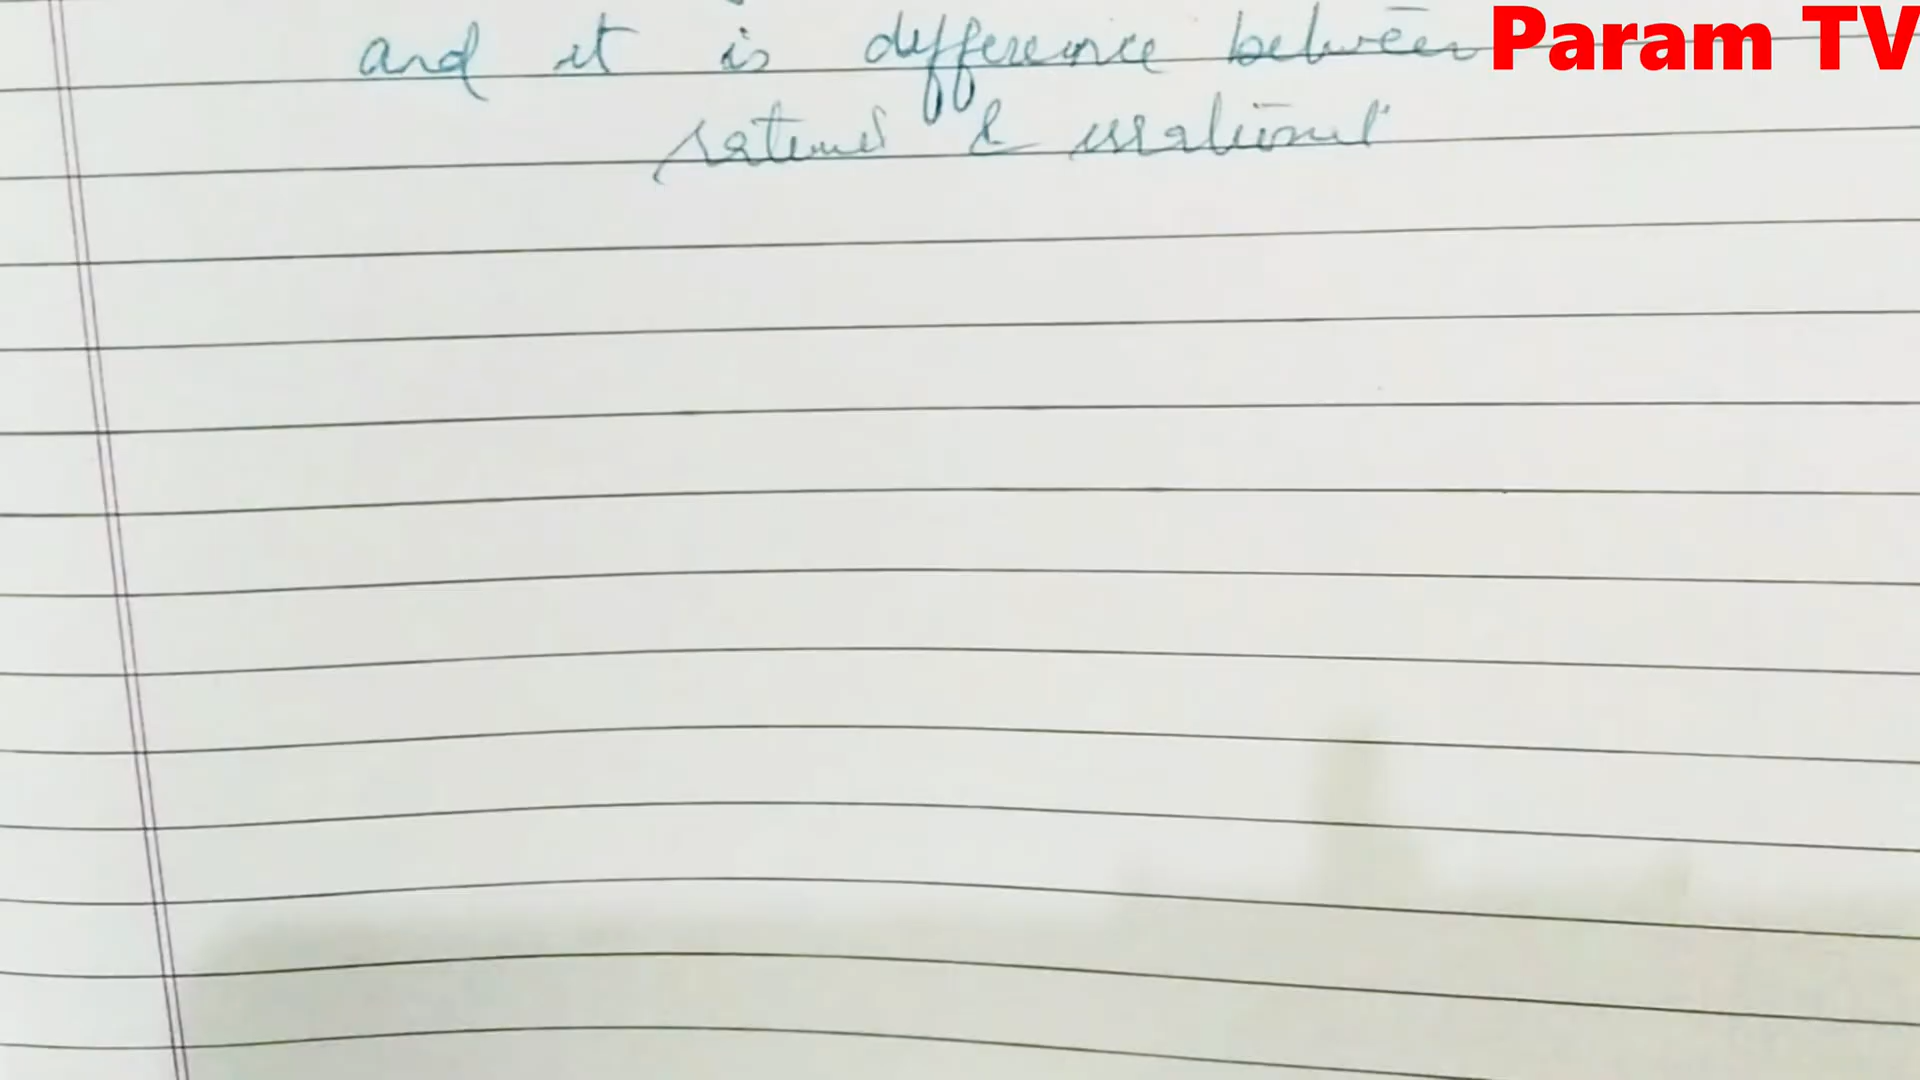 and it is difference between
rational & irrational
Param TV